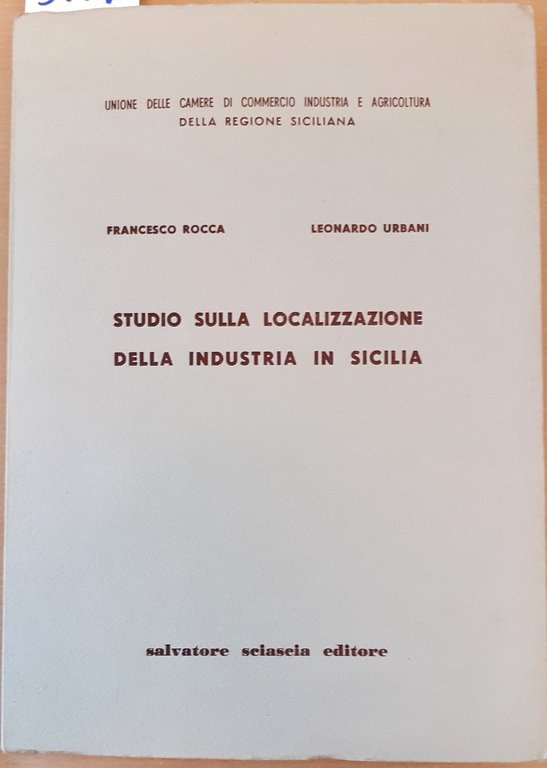 UNIONE DELLE CAMERE DI COMMERCIO INDUSTRIA E AGRICOLTURA
DELLA REGIONE SICILIANA
FRANCESCO ROCCA LEONARDO URBANI
STUDIO SULLA LOCALIZZAZIONE
DELLA INDUSTRIA IN SICILIA
salvatore sciascia editore